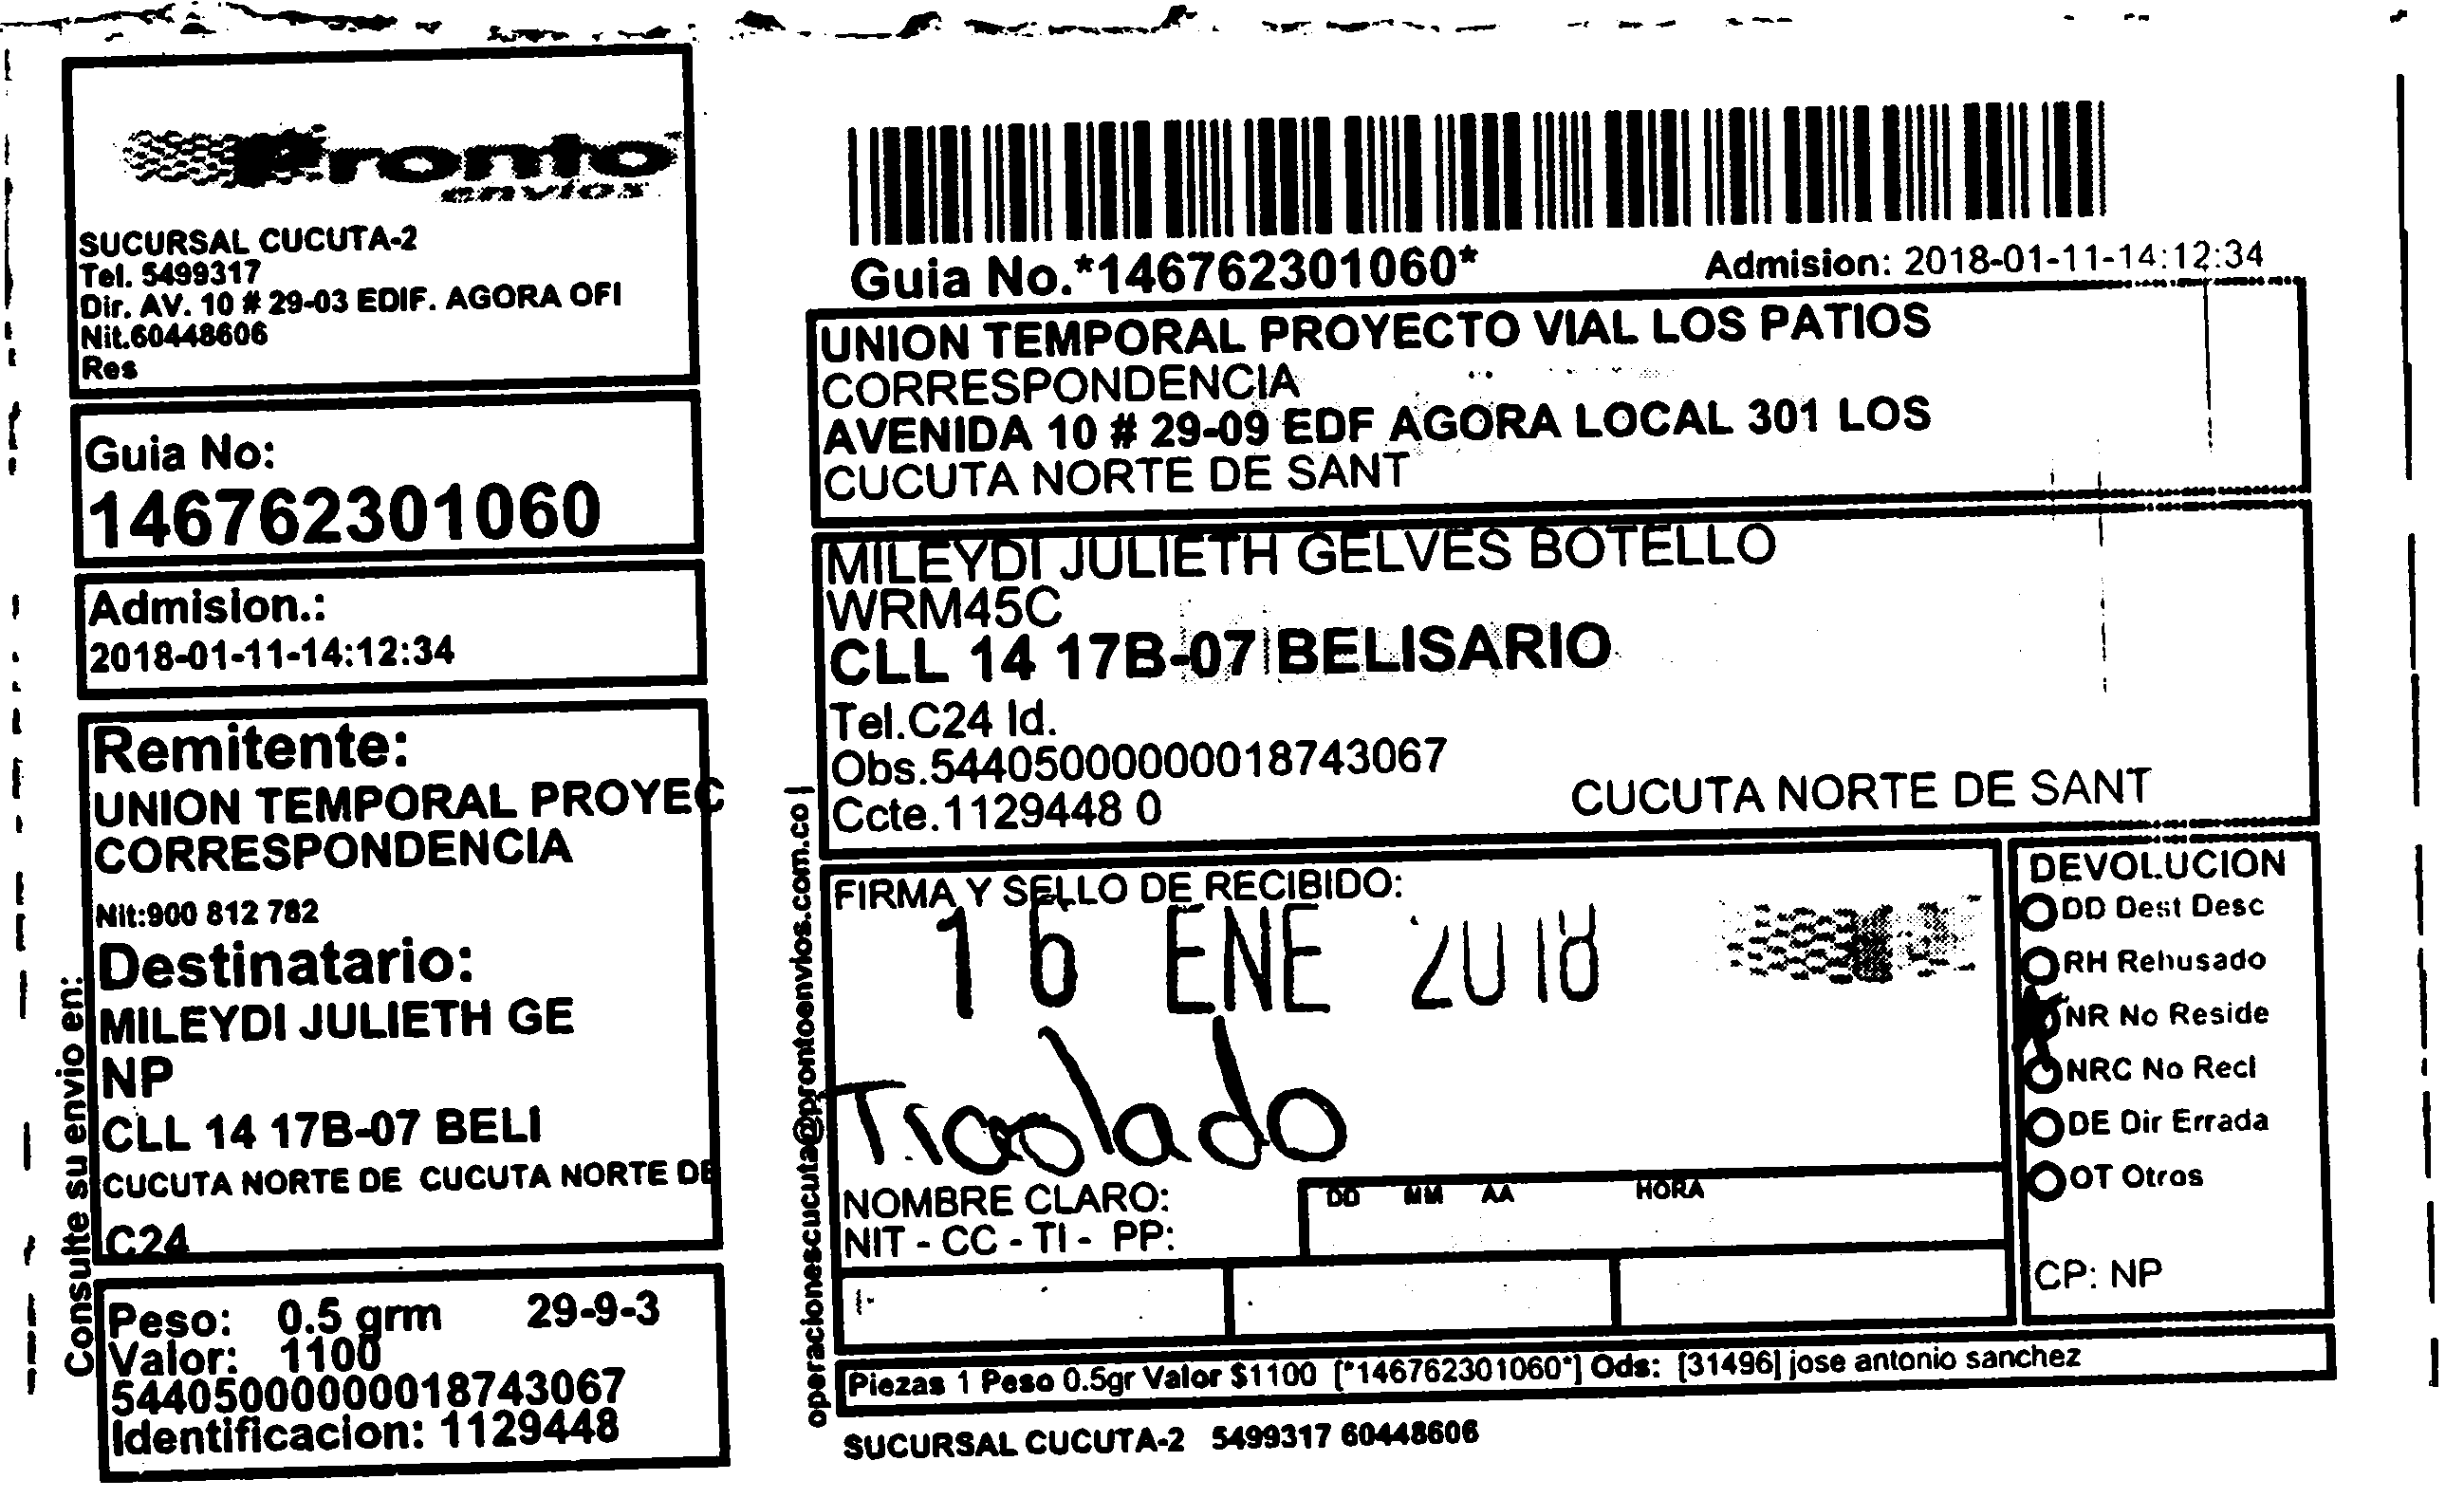 Pronto
envios
SUCURSAL CUCUTA-2
Tel. 5499317
Dir. AV. 10 # 29-03 EDIF. AGORA OFI
Nit.60448606
Res
Guia No:
146762301060
Admision.:
2018-01-11-14:12:34
Remitente:
UNION TEMPORAL PROYEC
CORRESPONDENCIA
Nit:900 812 782
Destinatario:
MILEYDI JULIETH GE
NP
CLL 14 17B-07 BELI
CUCUTA NORTE DE CUCUTA NORTE DE
C24
Consulte su envio en:
Peso: 0.5 grm 29-9-3
Valor: 1100
544050000000018743067
Identificacion: 1129448
Guia No.*146762301060*
Admision: 2018-01-11-14:12:34
UNION TEMPORAL PROYECTO VIAL LOS PATIOS
CORRESPONDENCIA
AVENIDA 10 # 29-09 EDF AGORA LOCAL 301 LOS
CUCUTA NORTE DE SANT
MILEYDI JULIETH GELVES BOTELLO
WRM45C
CLL 14 17B-07 BELISARIO
Tel.C24 Id.
Obs.544050000000018743067
Ccte.1129448 0
CUCUTA NORTE DE SANT
operacionescucuta@prontoenvios.com.co |
FIRMA Y SELLO DE RECIBIDO:
16 ENE 2018
Traslado
NOMBRE CLARO:
NIT - CC - TI - PP:
DD MM AA HORA
DEVOLUCION
DD Dest Desc
RH Rehusado
NR No Reside
NRC No Recl
DE Dir Errada
OT Otros
CP: NP
Piezas 1 Peso 0.5gr Valor $1100 [*146762301060*] Ods: [31496] jose antonio sanchez
SUCURSAL CUCUTA-2 5499317 60448606